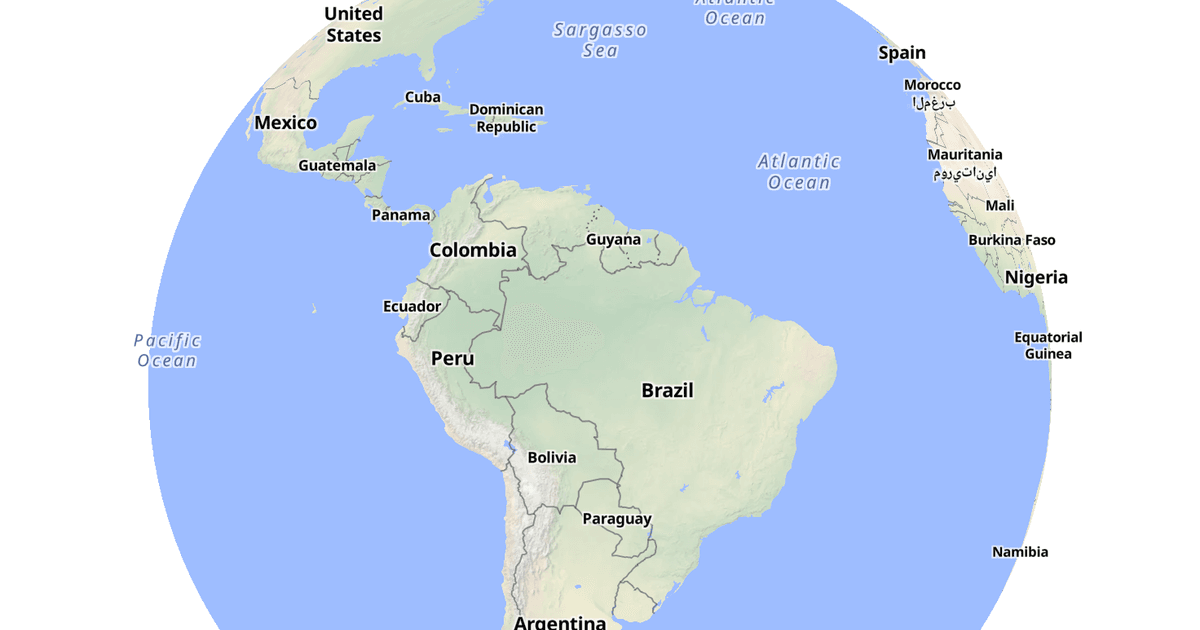 Atlantic
Ocean
United
States
Sargasso
Sea
Spain
Morocco
المغرب
Cuba
Dominican
Republic
Mexico
Guatemala
Atlantic
Ocean
Mauritania
موريتانيا
Mali
Panama
Colombia
Guyana
Burkina Faso
Nigeria
Ecuador
Pacific
Ocean
Equatorial
Guinea
Peru
Brazil
Bolivia
Paraguay
Namibia
Argentina